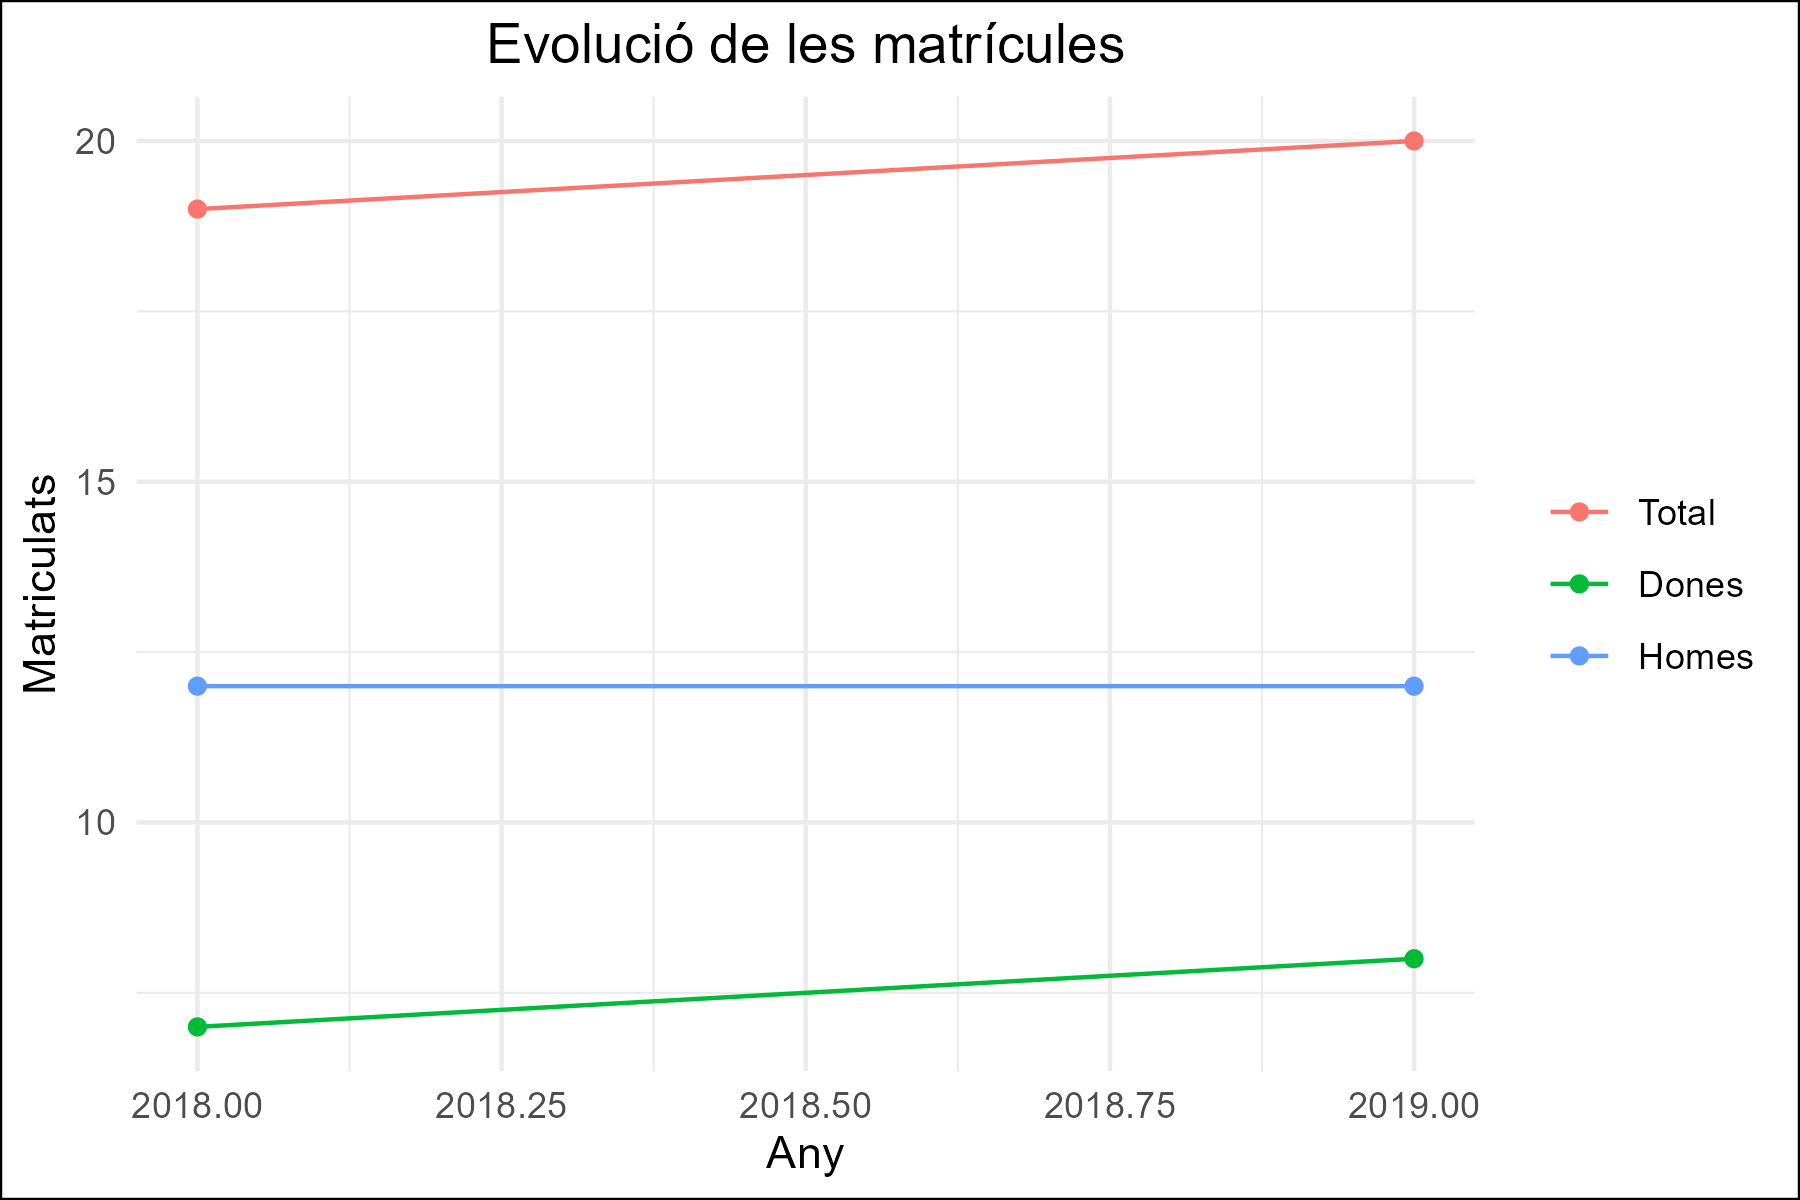 Evolució de les matrícules
20
15
10
Matriculats
2018.00
2018.25
2018.50
2018.75
2019.00
Any
Total
Dones
Homes